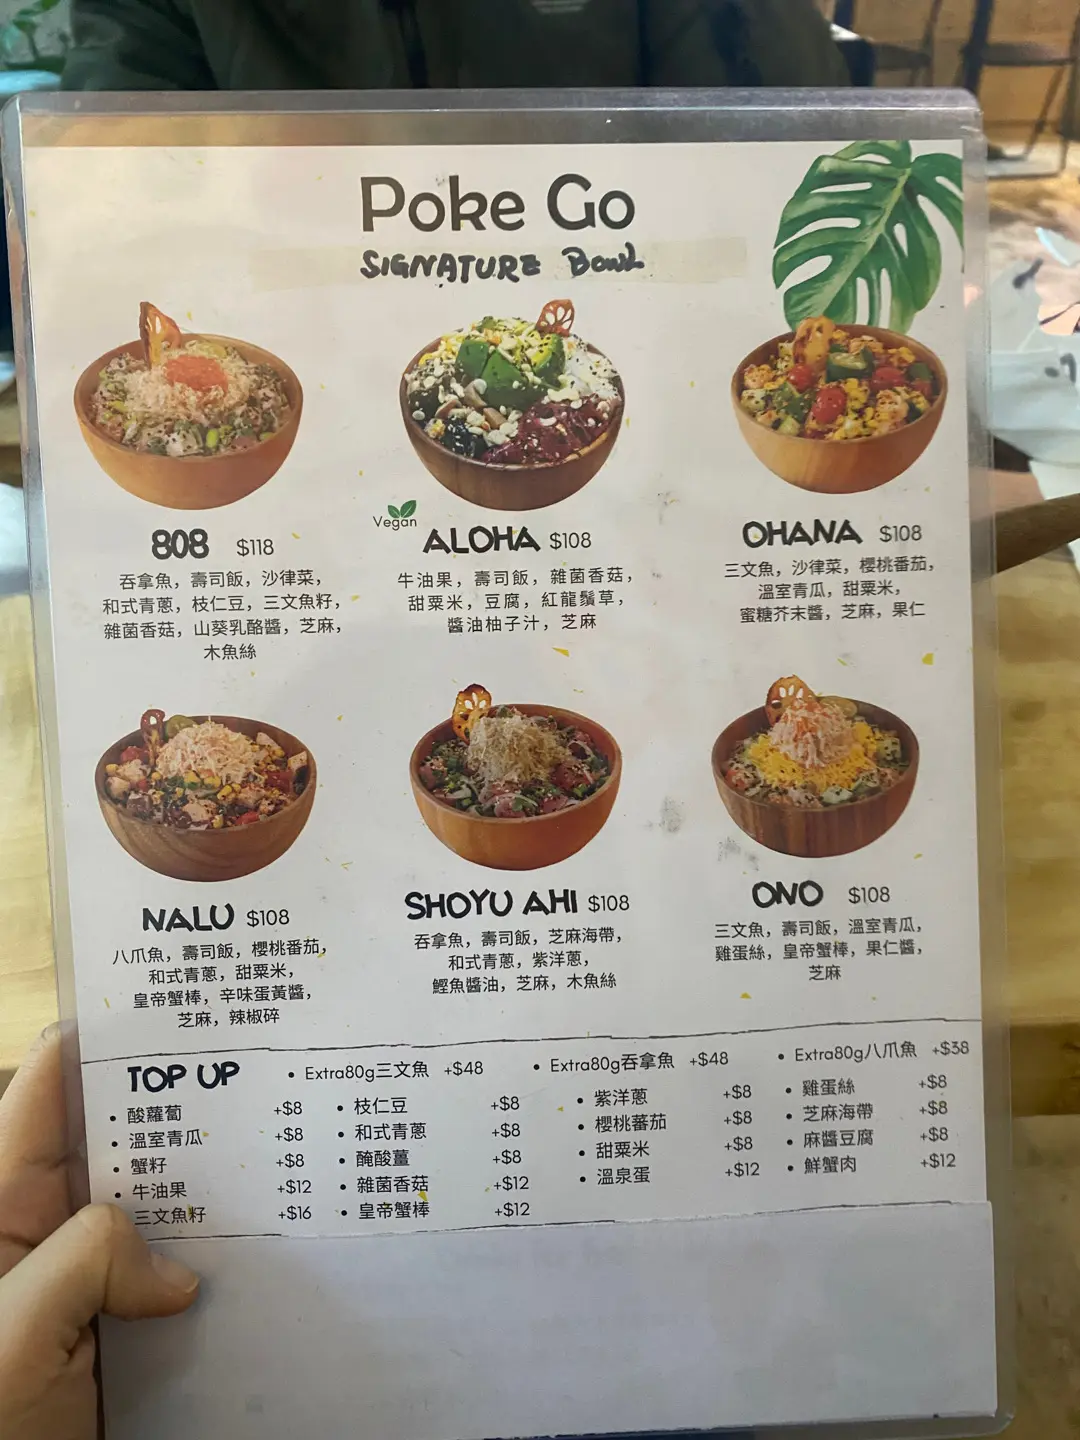 Poke Go
SIGNATURE Bowl
808 $118
吞拿魚，壽司飯，沙律菜，
和式青蔥，枝仁豆，三文魚籽，
雜菌香菇，山葵乳酪醬，芝麻，
木魚絲
Vegan
ALOHA $108
牛油果，壽司飯，雜菌香菇，
甜粟米，豆腐，紅龍鬚草，
醬油柚子汁，芝麻
OHANA $108
三文魚，沙律菜，櫻桃番茄，
溫室青瓜，甜粟米，
蜜糖芥末醬，芝麻，果仁
NALU $108
八爪魚，壽司飯，櫻桃番茄，
和式青蔥，甜粟米，
皇帝蟹棒，辛味蛋黃醬，
芝麻，辣椒碎
SHOYU AHI $108
吞拿魚，壽司飯，芝麻海帶，
和式青蔥，紫洋蔥，
鰹魚醬油，芝麻，木魚絲
ONO $108
三文魚，壽司飯，溫室青瓜，
雞蛋絲，皇帝蟹棒，果仁醬，
芝麻
TOP UP
• 酸蘿蔔 +$8
• 溫室青瓜 +$8
• 蟹籽 +$8
• 牛油果 +$12
三文魚籽 +$16
• Extra80g三文魚 +$48
• 枝仁豆 +$8
• 和式青蔥 +$8
• 醃酸薑 +$8
• 雜菌香菇 +$12
• 皇帝蟹棒 +$12
• Extra80g吞拿魚 +$48
• 紫洋蔥 +$8
• 櫻桃蕃茄 +$8
• 甜粟米 +$8
• 溫泉蛋 +$12
• Extra80g八爪魚 +$38
• 雞蛋絲 +$8
• 芝麻海帶 +$8
• 麻醬豆腐 +$8
• 鮮蟹肉 +$12